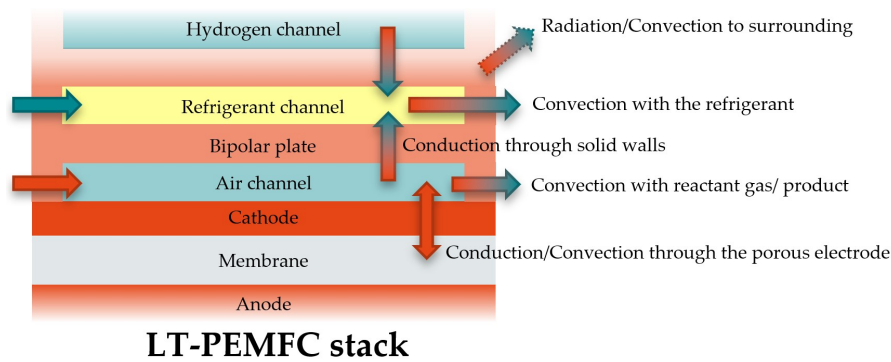 Hydrogen channel
Radiation/Convection to surrounding
Refrigerant channel
Convection with the refrigerant
Bipolar plate
Conduction through solid walls
Air channel
Convection with reactant gas/ product
Cathode
Membrane
Conduction/Convection through the porous electrode
Anode
LT-PEMFC stack